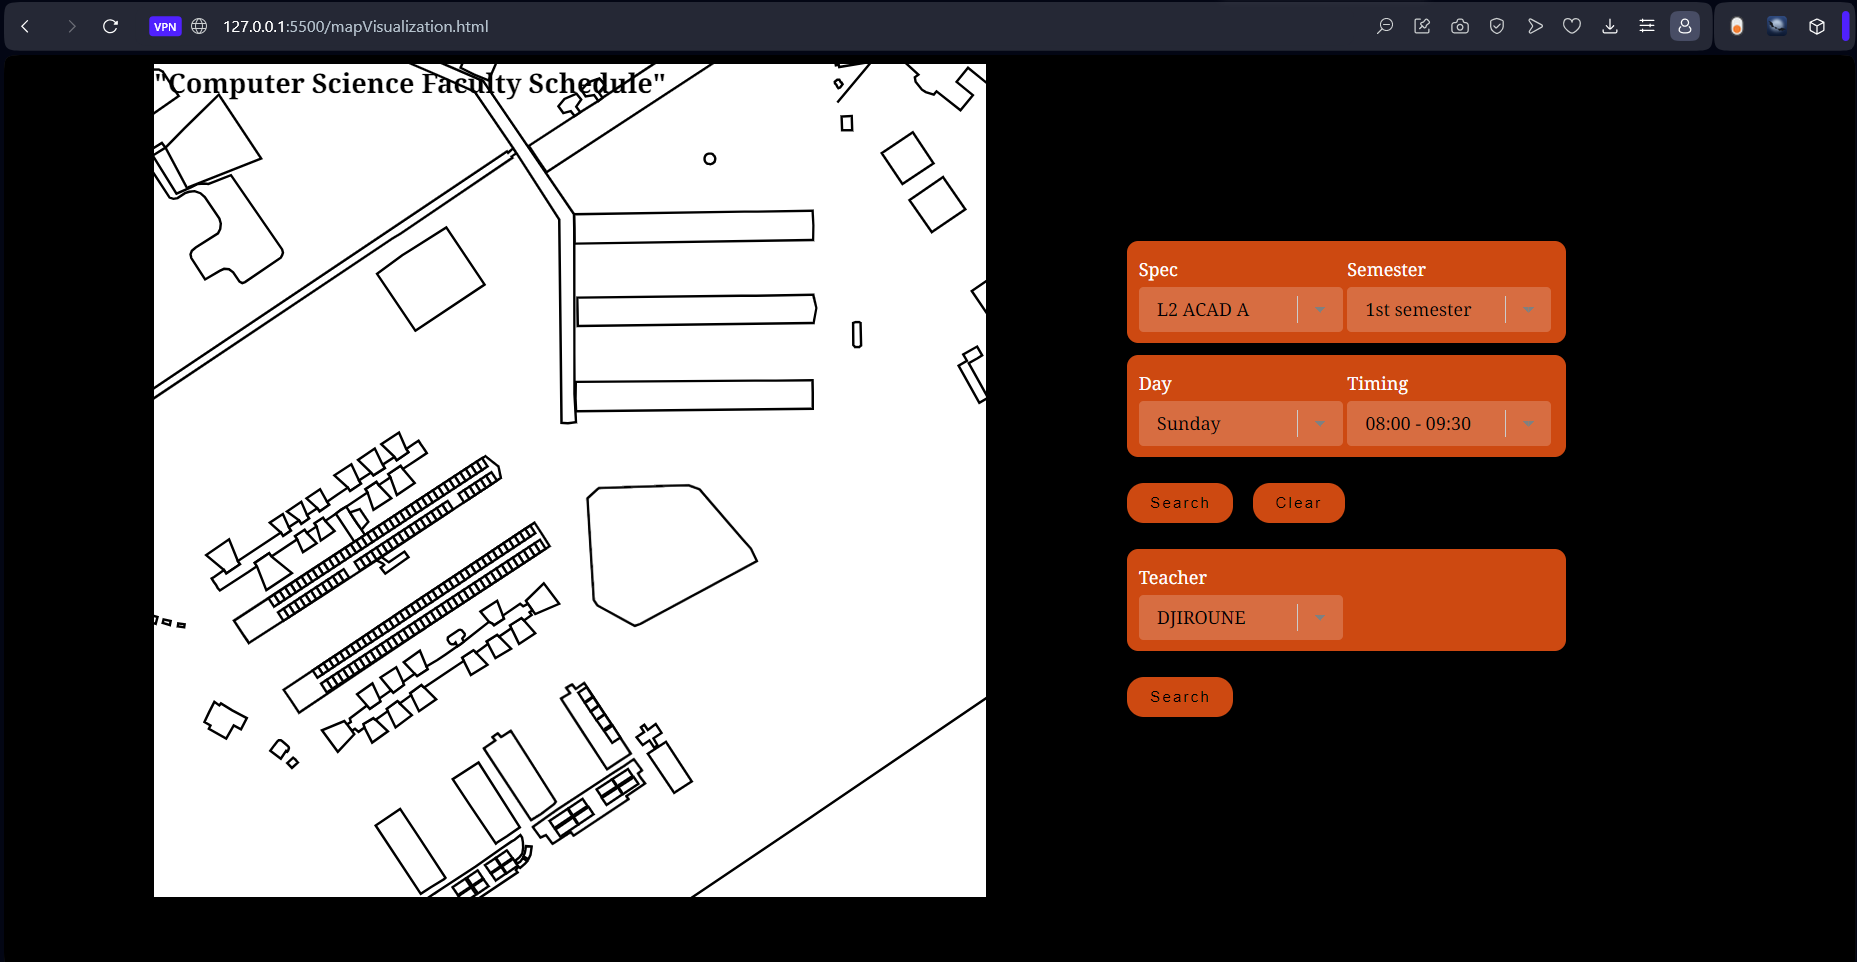 VPN
127.0.0.1:5500/mapVisualization.html
"Computer Science Faculty Schedule"
Spec
Semester
L2 ACAD A
1st semester
Day
Timing
Sunday
08:00 - 09:30
Search
Clear
Teacher
DJIROUNE
Search